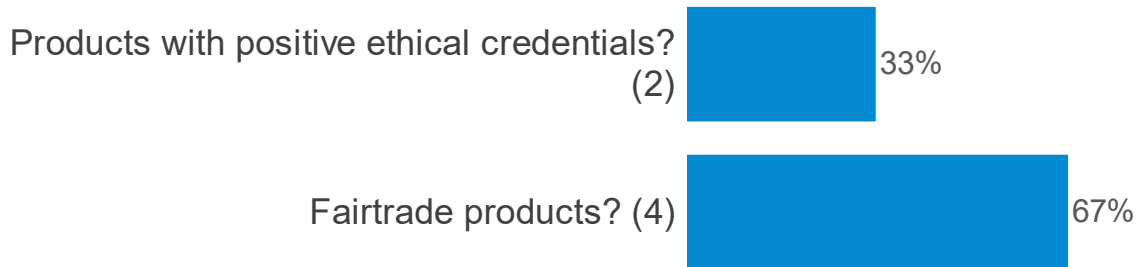 Products with positive ethical credentials?
(2)
33%
Fairtrade products? (4)
67%